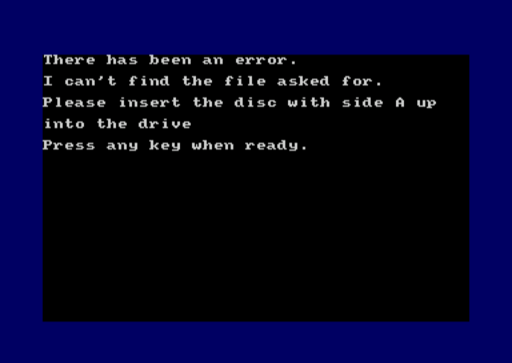 There has been an error.
I can't find the file asked for.
Please insert the disc with side A up
into the drive
Press any key when ready.